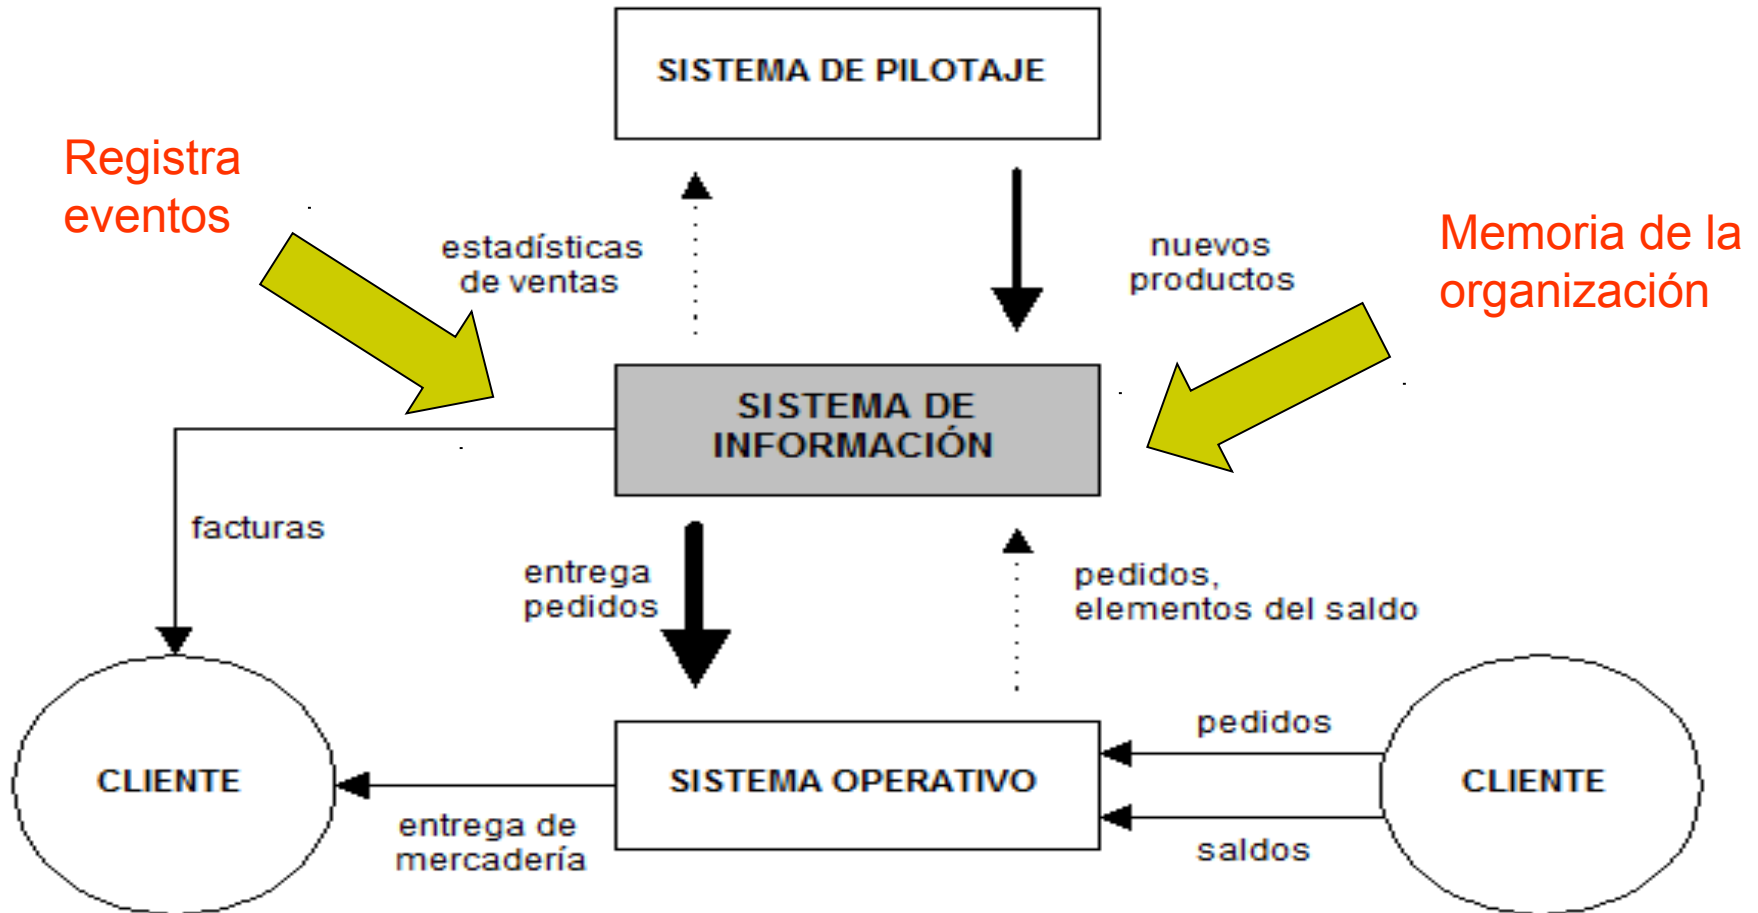 SISTEMA DE PILOTAJE
Registra
eventos
estadísticas
de ventas
nuevos
productos
Memoria de la
organización
SISTEMA DE
INFORMACIÓN
facturas
entrega
pedidos
pedidos,
elementos del saldo
CLIENTE
entrega de
mercadería
SISTEMA OPERATIVO
pedidos
saldos
CLIENTE